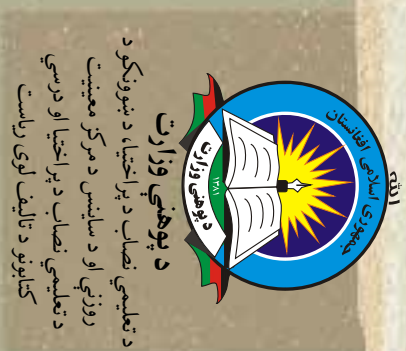 الله
جمهوری اسلامی افغانستان
۱۳۸۱
د پوهنې وزارت
د پوهنې وزارت
د تعلیمي نصاب د پراختیا، د ښوونکو د
روزنې او د ساینس د مرکز معینیت
د تعلیمي نصاب د پراختیا او درسي
کتابونو د تالیف لوی ریاست